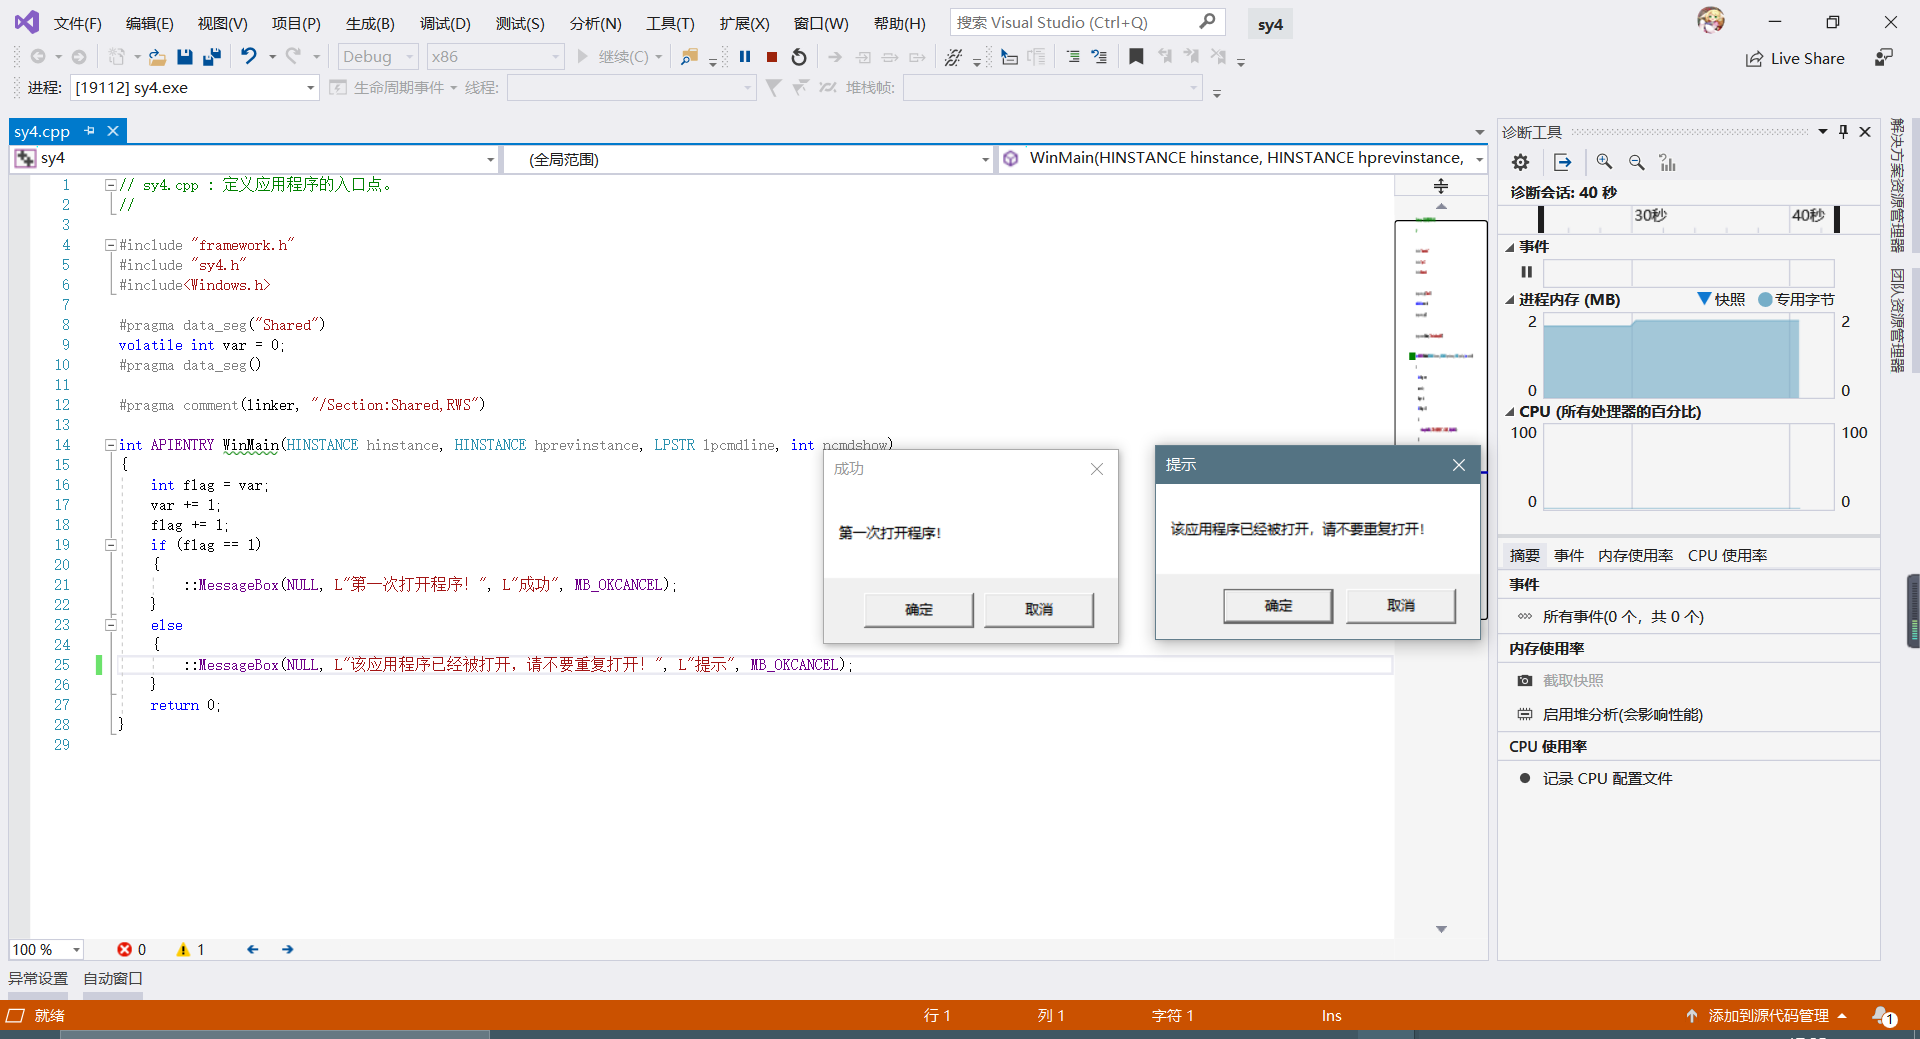 文件(F) 编辑(E) 视图(V) 项目(P) 生成(B) 调试(D) 测试(S) 分析(N) 工具(T) 扩展(X) 窗口(W) 帮助(H) 搜索 Visual Studio (Ctrl+Q) sy4
Debug x86 继续(C) Live Share
进程: [19112] sy4.exe 生命周期事件 线程: 堆栈帧:
sy4.cpp
sy4 (全局范围) WinMain(HINSTANCE hinstance, HINSTANCE hprevinstance,
1 // sy4.cpp : 定义应用程序的入口点。
2 //
3
4 #include "framework.h"
5 #include "sy4.h"
6 #include<Windows.h>
7
8 #pragma data_seg("Shared")
9 volatile int var = 0;
10 #pragma data_seg()
11
12 #pragma comment(linker, "/Section:Shared,RWS")
13
14 int APIENTRY WinMain(HINSTANCE hinstance, HINSTANCE hprevinstance, LPSTR lpcmdline, int ncmdshow)
15 {
16 int flag = var;
17 var += 1;
18 flag += 1;
19 if (flag == 1)
20 {
21 ::MessageBox(NULL, L"第一次打开程序！", L"成功", MB_OKCANCEL);
22 }
23 else
24 {
25 ::MessageBox(NULL, L"该应用程序已经被打开，请不要重复打开！", L"提示", MB_OKCANCEL);
26 }
27 return 0;
28 }
29
成功
第一次打开程序！
确定 取消
提示
该应用程序已经被打开，请不要重复打开！
确定 取消
诊断工具
诊断会话: 40 秒
30秒 40秒
事件
进程内存 (MB) 快照 专用字节
2 2
0 0
CPU (所有处理器的百分比)
100 100
0 0
摘要 事件 内存使用率 CPU 使用率
事件
所有事件(0 个，共 0 个)
内存使用率
截取快照
启用堆分析(会影响性能)
CPU 使用率
记录 CPU 配置文件
解决方案资源管理器
团队资源管理器
100 % 0 1
异常设置 自动窗口
就绪 行 1 列 1 字符 1 Ins 添加到源代码管理 1